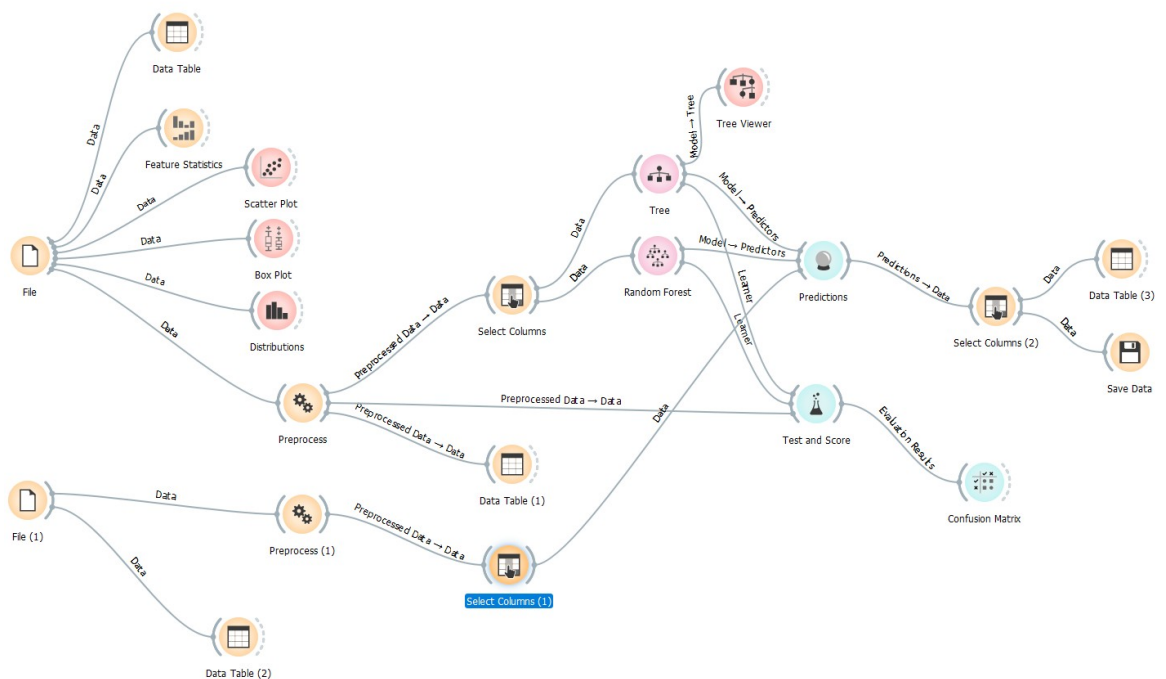 Data Table
Data
Feature Statistics
Data
Scatter Plot
Data
Box Plot
Data
File
Distributions
Data
Data
Preprocess
Preprocessed Data → Data
Select Columns
Preprocessed Data → Data
Preprocessed Data → Data
Data Table (1)
Data
Data
Tree
Random Forest
Model → Tree
Tree Viewer
Model → Predictors
Model → Predictors
Learner
Learner
Predictions
Test and Score
Data
Predictions → Data
Select Columns (2)
Data
Data Table (3)
Data
Save Data
Evaluation Results
Confusion Matrix
File (1)
Data
Preprocess (1)
Preprocessed Data → Data
Select Columns (1)
Data
Data Table (2)